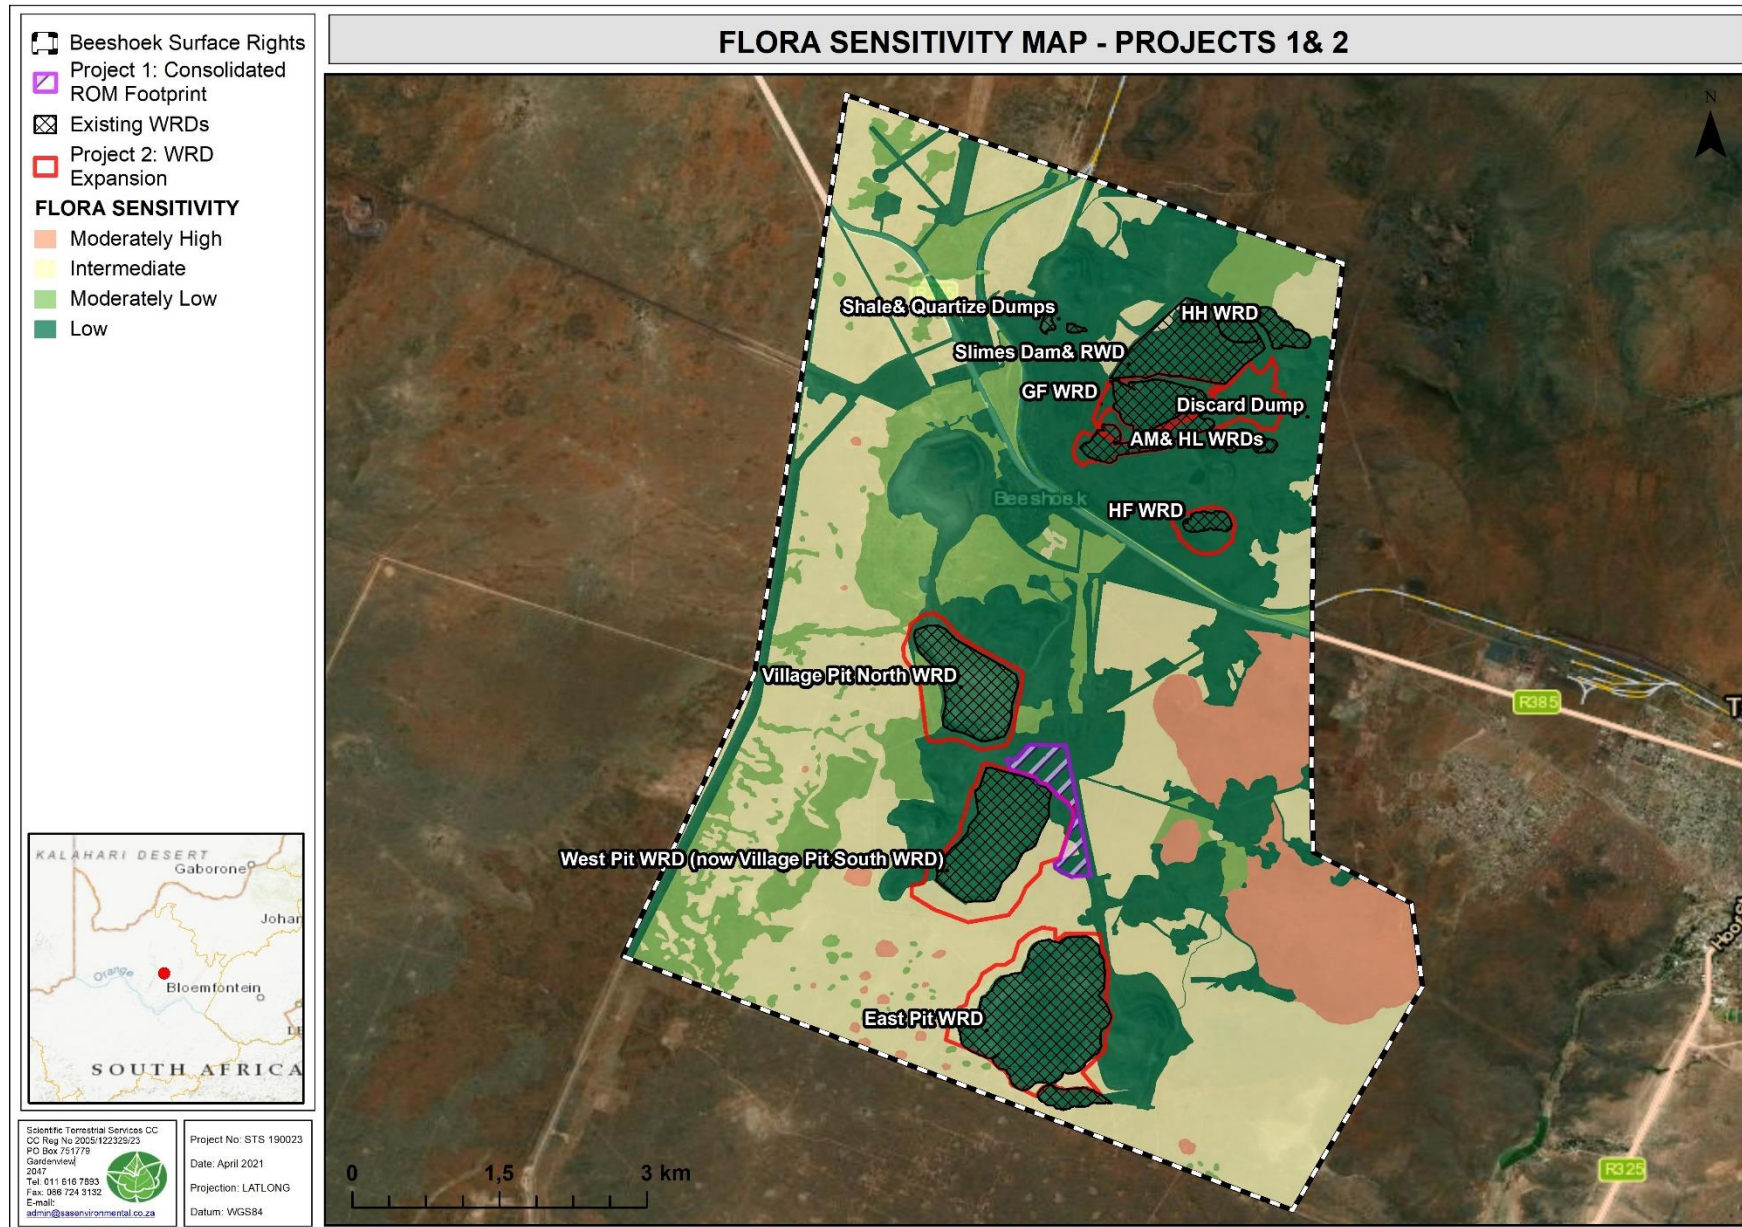 FLORA SENSITIVITY MAP - PROJECTS 1& 2
Beeshoek Surface Rights
Project 1: Consolidated
ROM Footprint
Existing WRDs
Project 2: WRD
Expansion
FLORA SENSITIVITY
Moderately High
Intermediate
Moderately Low
Low
N
Shale& Quartize Dumps
HH WRD
Slimes Dam& RWD
GF WRD
Discard Dump
AM& HL WRDs
Beeshoek
HF WRD
Village Pit North WRD
R385
West Pit WRD (now Village Pit South WRD)
East Pit WRD
R325
0 1,5 3 km
KALAHARI DESERT
Gaborone
Johar
Orange
Bloemfontein
LE
SOUTH AFRICA
Scientific Terrestrial Services CC
CC Reg No 2005/122329/23
PO Box 751779
Gardenview
2047
Tel: 011 616 7893
Fax: 086 724 3132
E-mail:
admin@sasenvironmental.co.za
Project No: STS 190023
Date: April 2021
Projection: LATLONG
Datum: WGS84